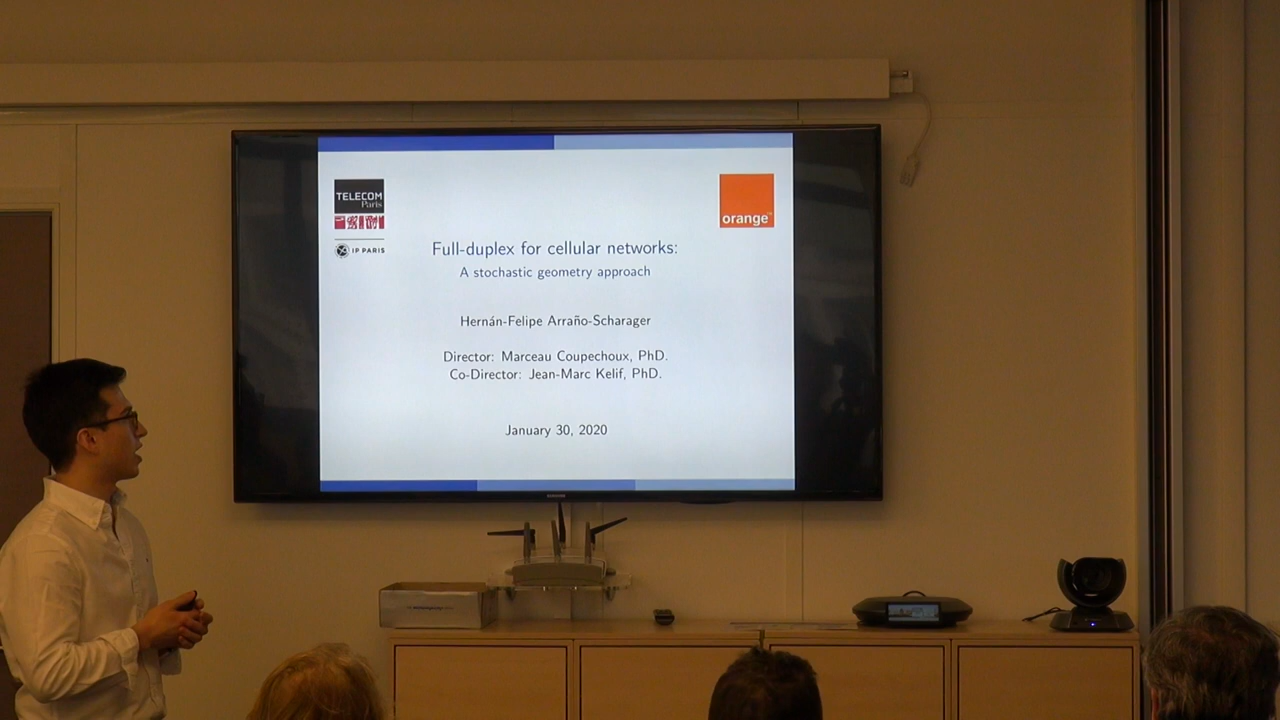 TELECOM
Paris
IP PARIS
orange™
Full-duplex for cellular networks:
A stochastic geometry approach
Hernán-Felipe Arraño-Scharager
Director: Marceau Coupechoux, PhD.
Co-Director: Jean-Marc Kelif, PhD.
January 30, 2020
SAMSUNG